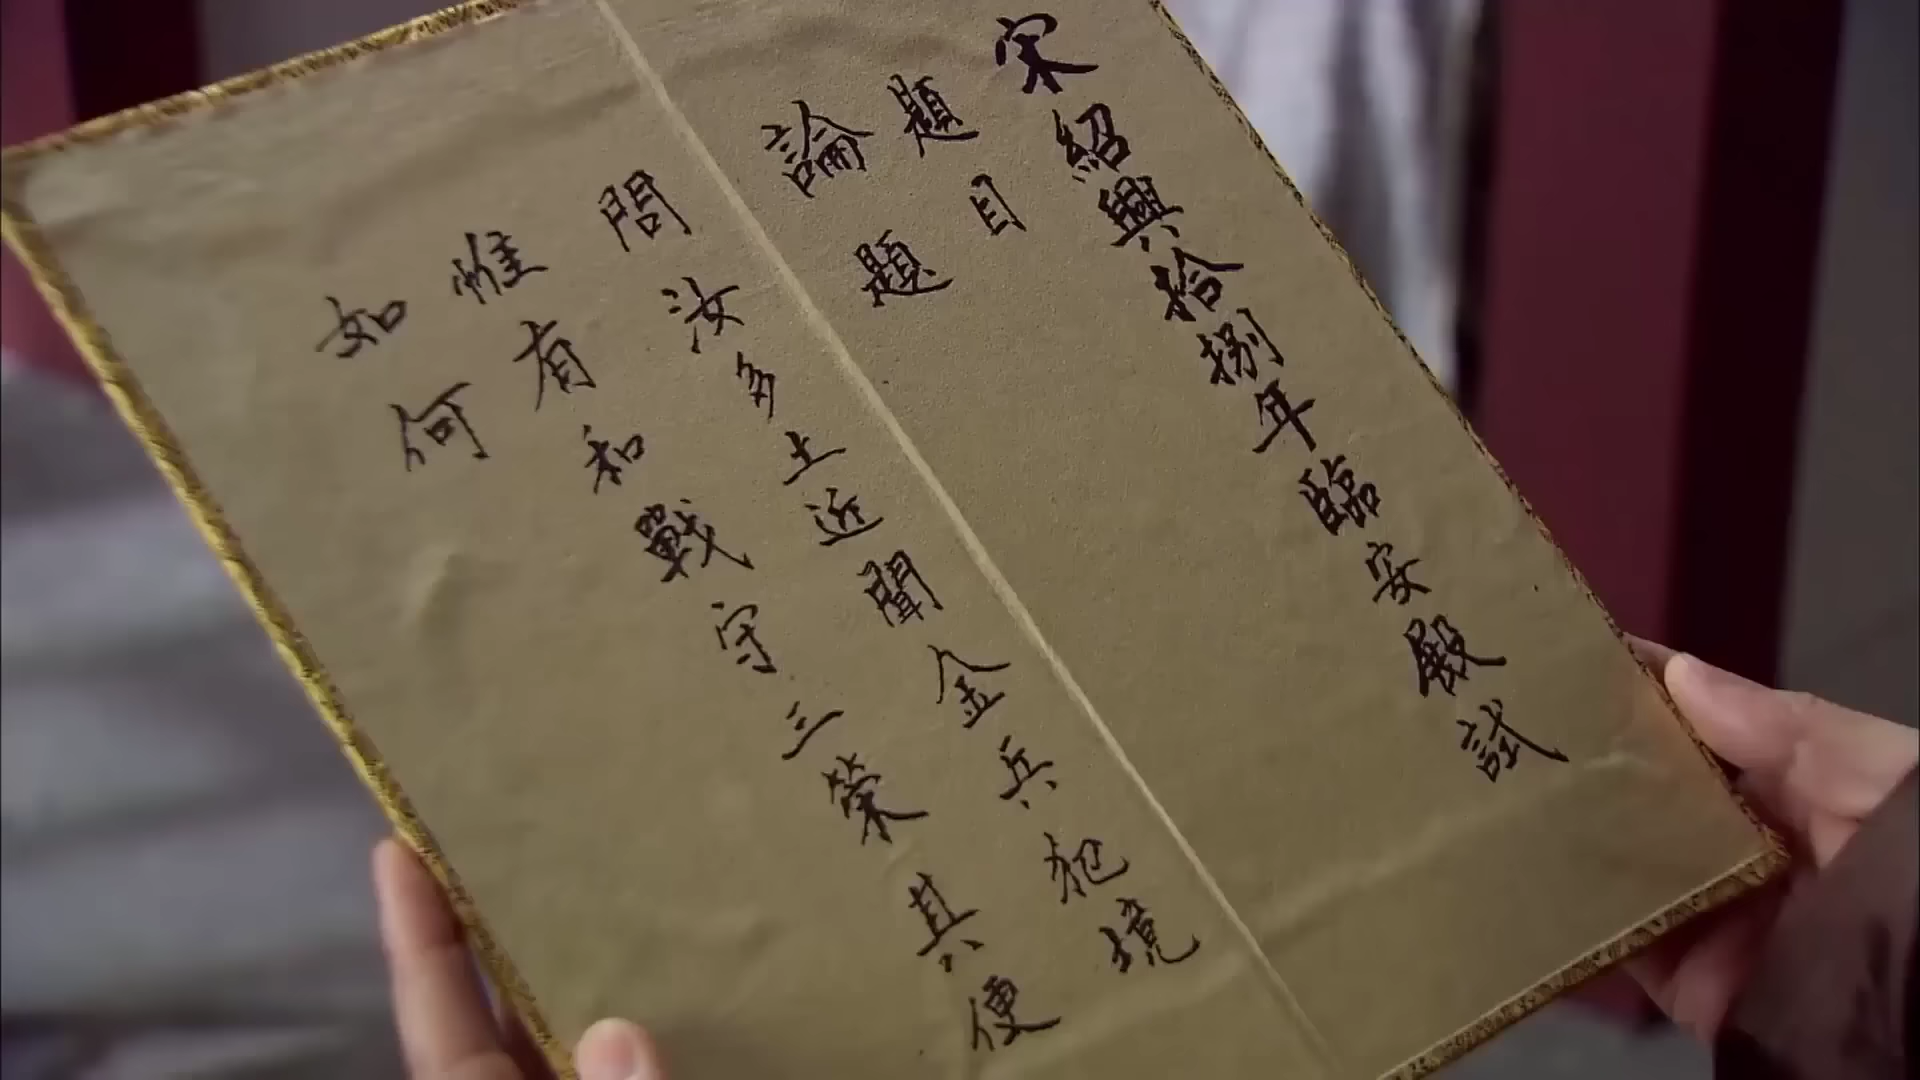 宋紹興拾捌年臨安殿試
題目
論題
問汝多士近聞金兵犯境
惟有和戰守三策其便
如何